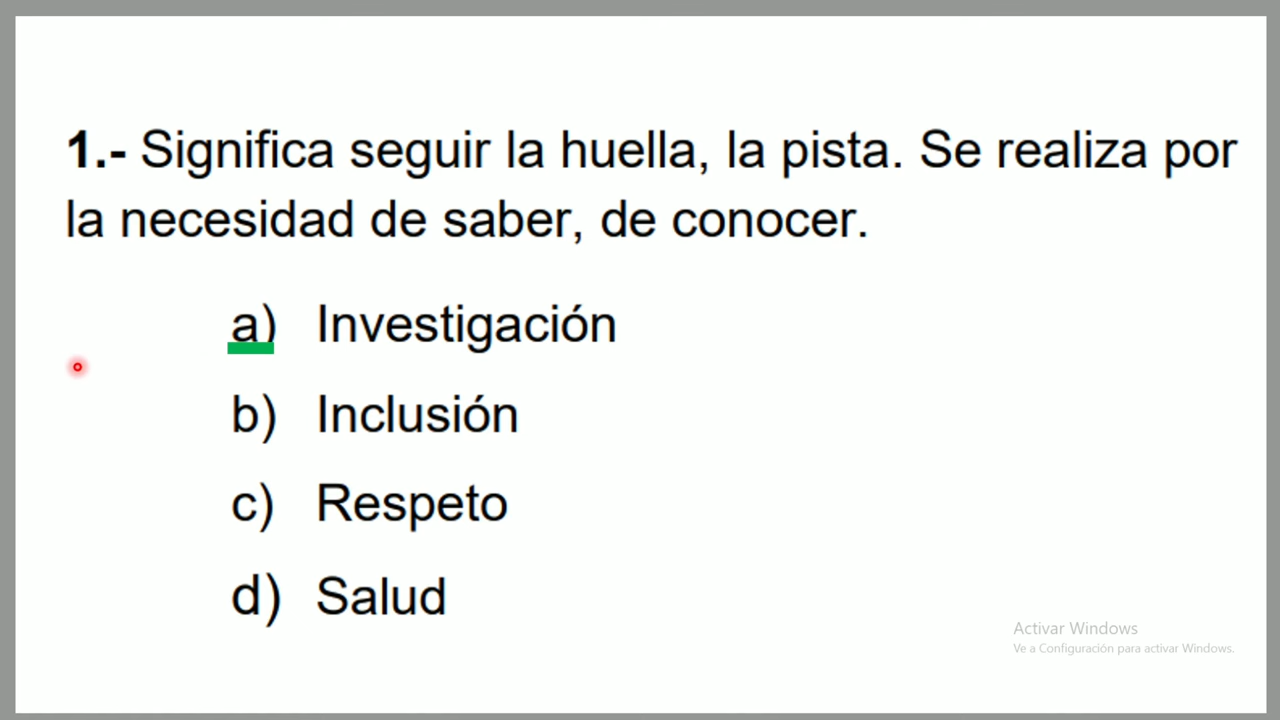 1.- Significa seguir la huella, la pista. Se realiza por
la necesidad de saber, de conocer.
a) Investigación
b) Inclusión
c) Respeto
d) Salud
Activar Windows
Ve a Configuración para activar Windows.